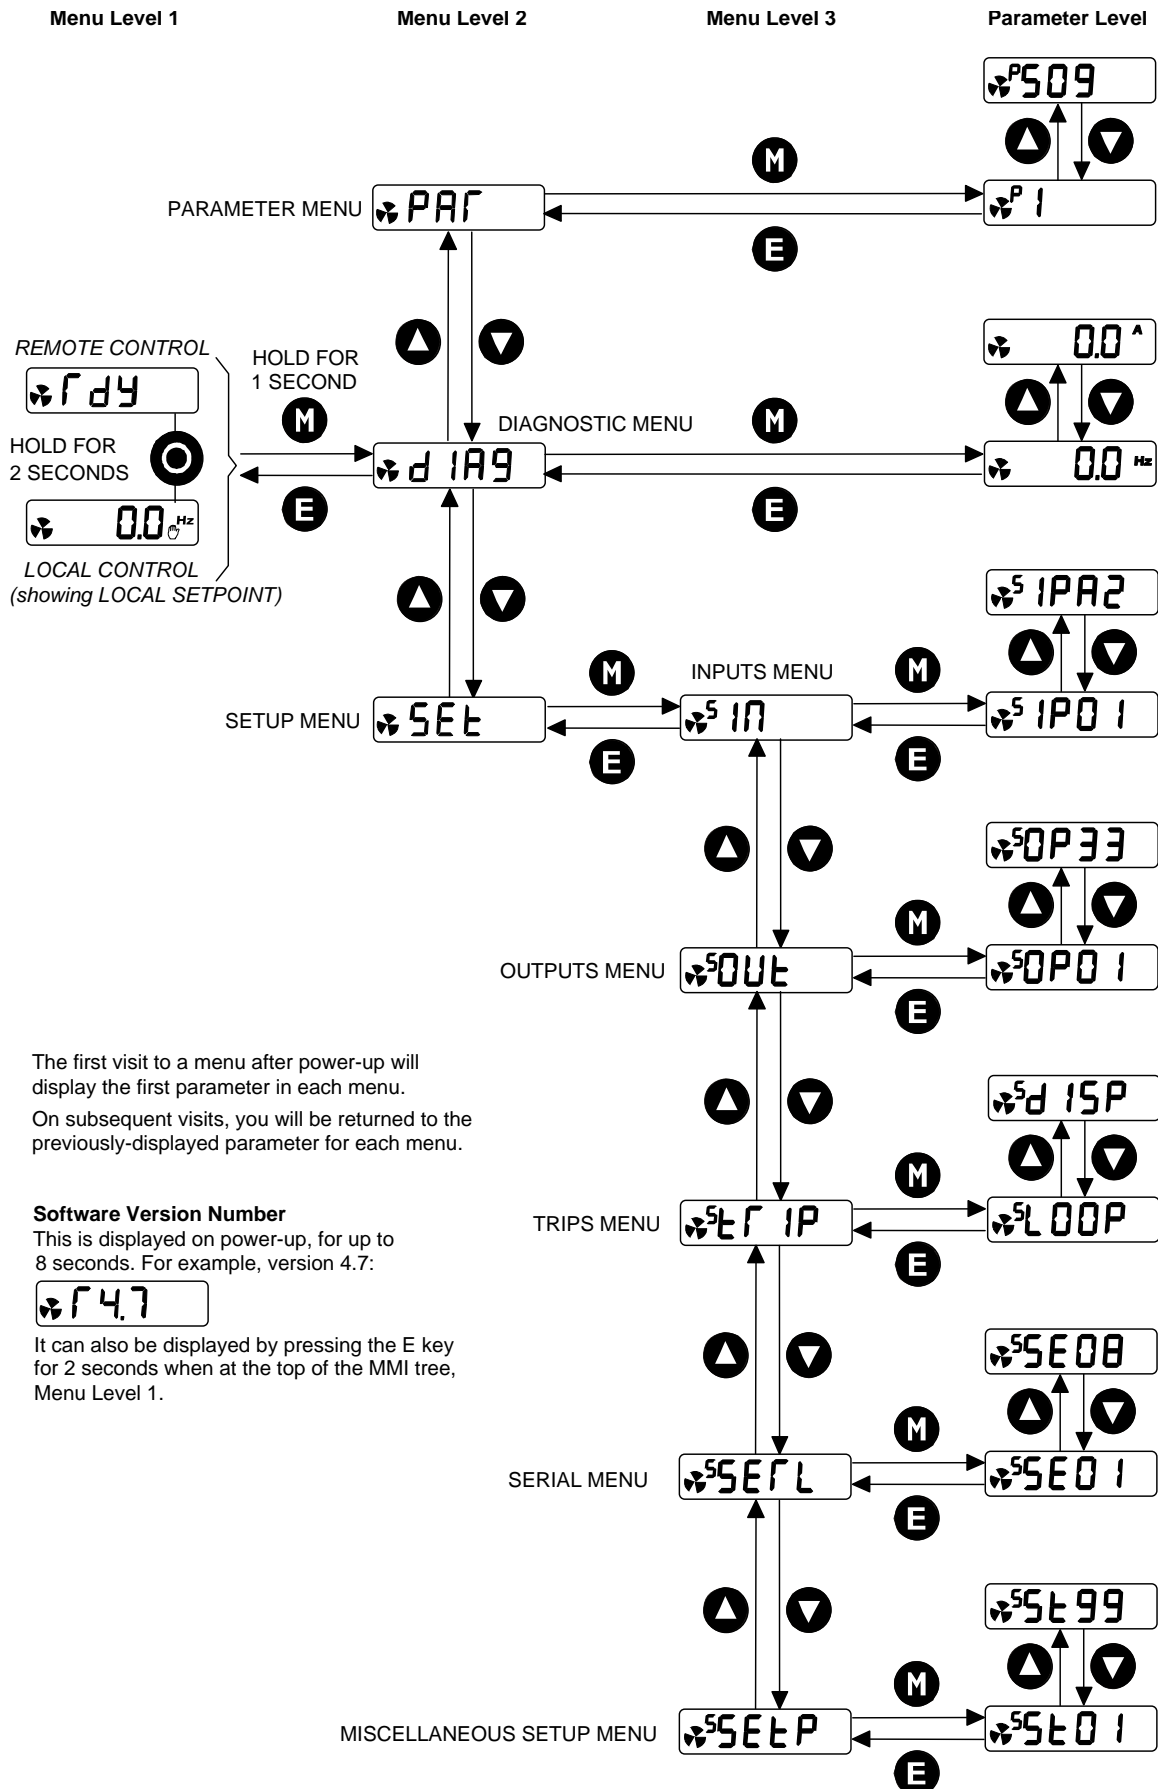 Menu Level 1 Menu Level 2 Menu Level 3 Parameter Level
P S09
M
PARAMETER MENU PAr P 1
E
REMOTE CONTROL
rdY
HOLD FOR
2 SECONDS
0.0 Hz
LOCAL CONTROL
(showing LOCAL SETPOINT)
HOLD FOR
1 SECOND
M
E
DIAGNOSTIC MENU
dIAg
M
E
0.0 A
0.0 Hz
SETUP MENU SEt
M
E
INPUTS MENU
S In
M
E
S IPA2
S IP01
OUTPUTS MENU S OUt
M
E
S OP33
S OP01
The first visit to a menu after power-up will
display the first parameter in each menu.
On subsequent visits, you will be returned to the
previously-displayed parameter for each menu.
TRIPS MENU S trIP
M
E
S dISP
S LOOP
Software Version Number
This is displayed on power-up, for up to
8 seconds. For example, version 4.7:
r4.7
It can also be displayed by pressing the E key
for 2 seconds when at the top of the MMI tree,
Menu Level 1.
SERIAL MENU S SErL
M
E
S SE08
S SE01
MISCELLANEOUS SETUP MENU S SEtP
M
E
S St99
S St01